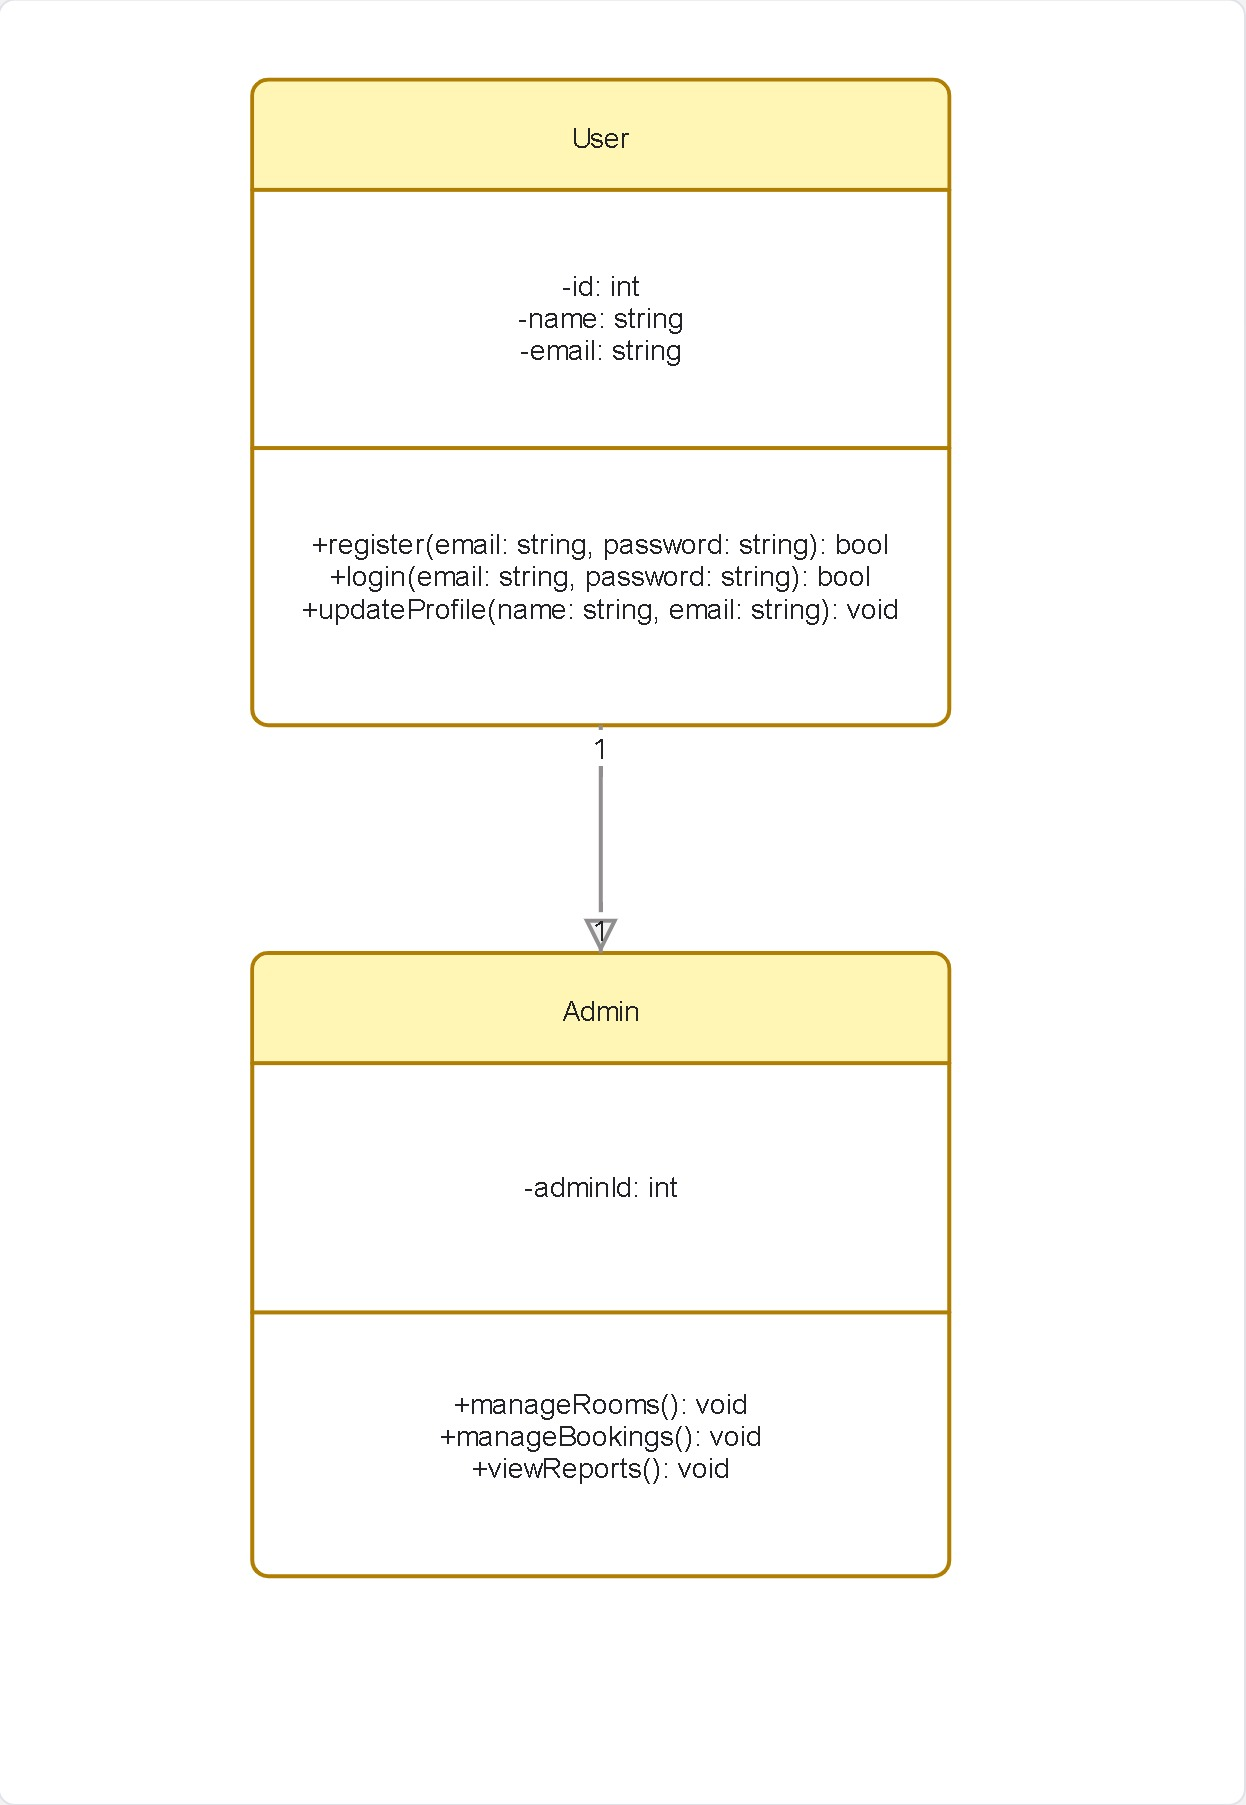 User
-id: int
-name: string
-email: string
+register(email: string, password: string): bool
+login(email: string, password: string): bool
+updateProfile(name: string, email: string): void
1
1
Admin
-adminId: int
+manageRooms(): void
+manageBookings(): void
+viewReports(): void